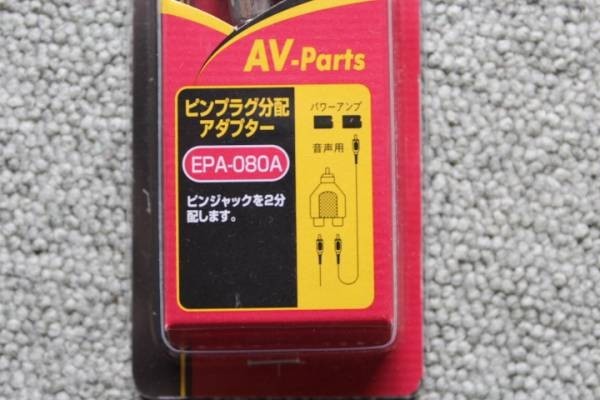 AV-Parts
ピンプラグ分配
アダプター
EPA-080A
ピンジャックを2分
配します。
パワーアンプ
音声用